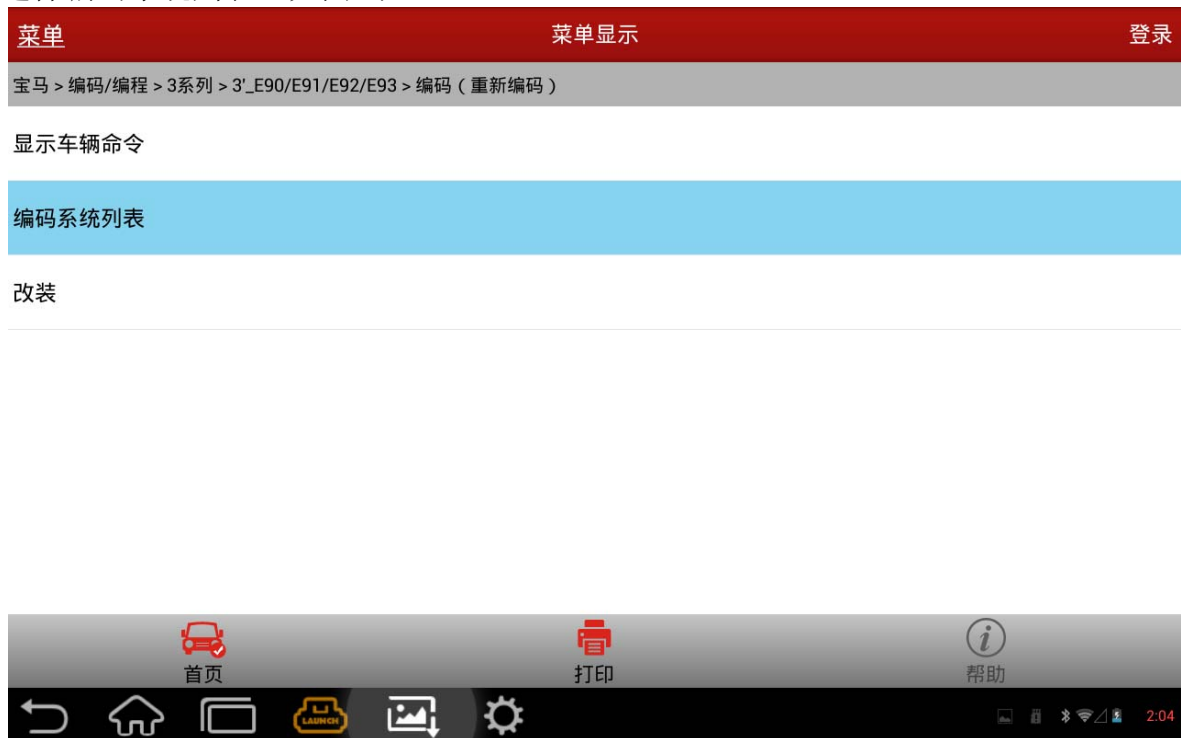 菜单 菜单显示 登录
宝马 > 编码/编程 > 3系列 > 3'_E90/E91/E92/E93 > 编码（重新编码）
显示车辆命令
编码系统列表
改装
首页 打印 帮助
LAUNCH 2:04